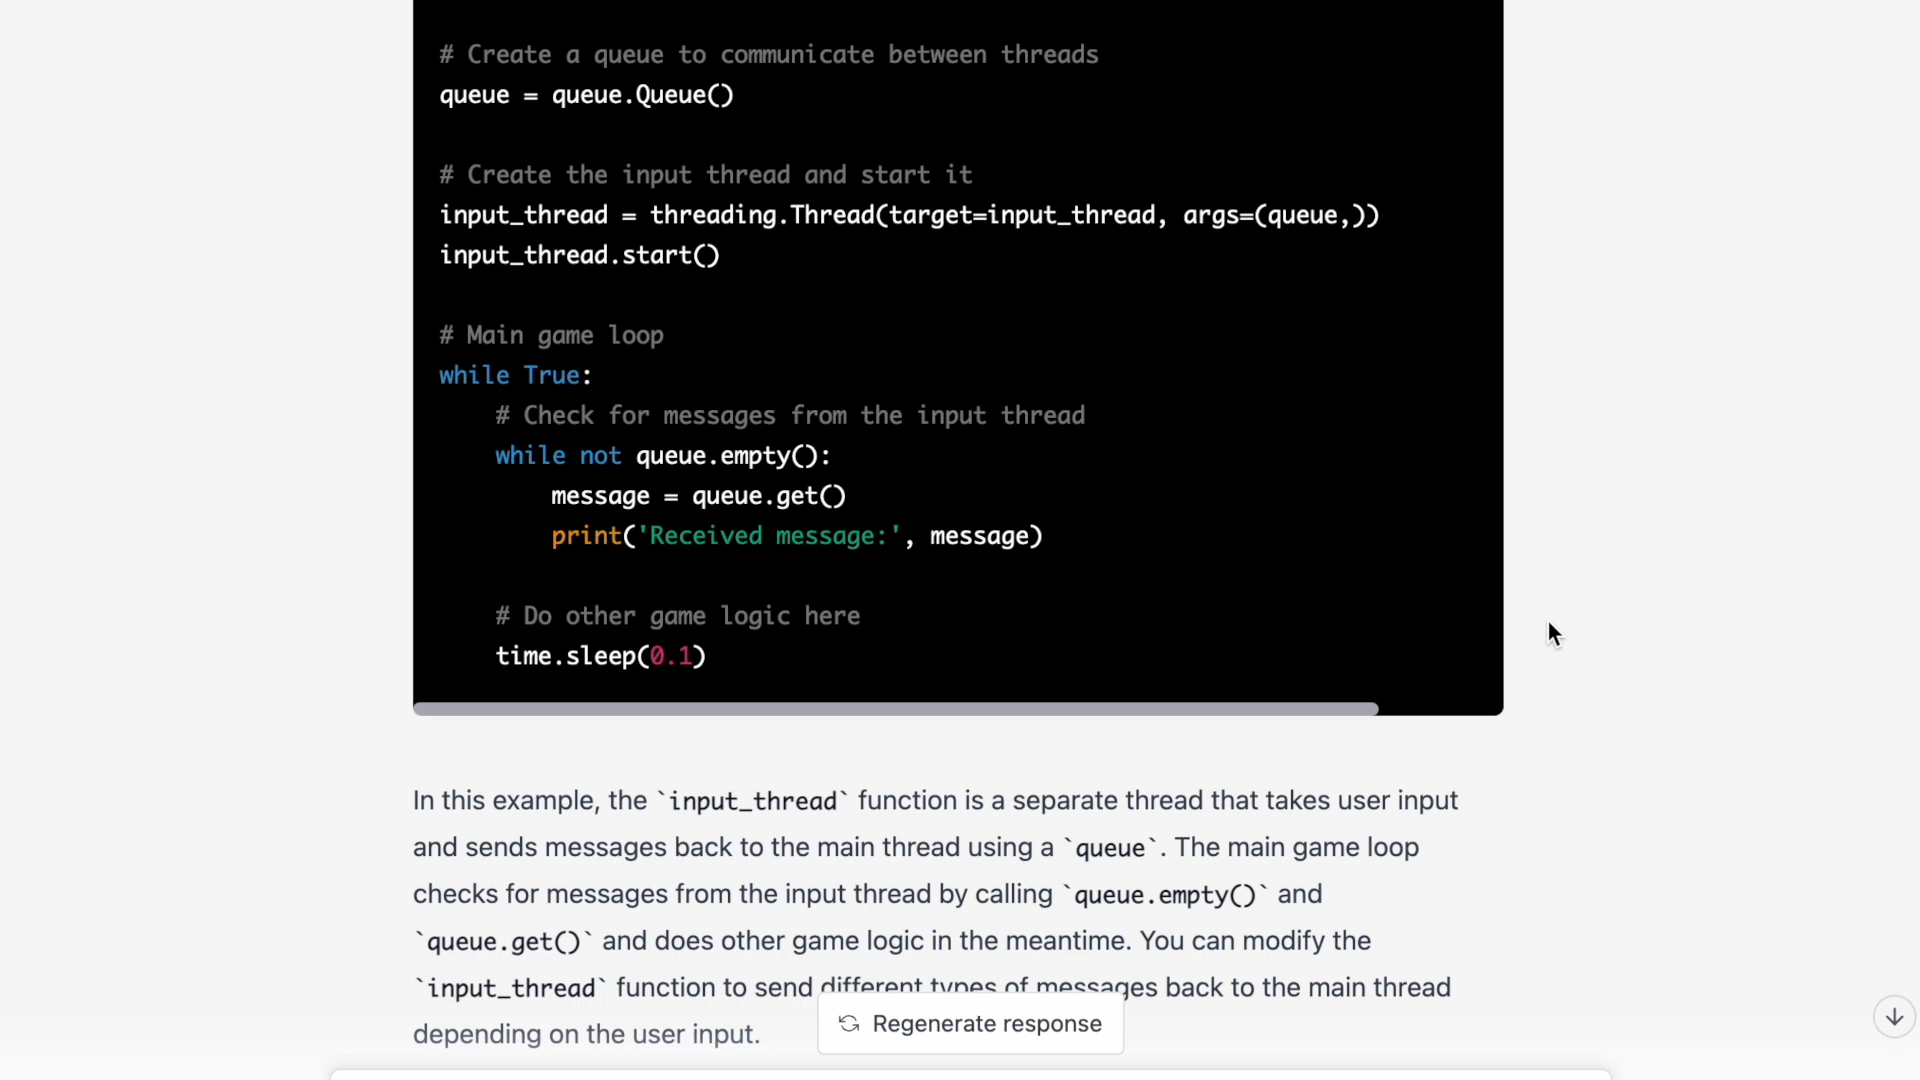 # Create a queue to communicate between threads
queue = queue.Queue()
# Create the input thread and start it
input_thread = threading.Thread(target=input_thread, args=(queue,))
input_thread.start()
# Main game loop
while True:
    # Check for messages from the input thread
    while not queue.empty():
        message = queue.get()
        print('Received message:', message)
    # Do other game logic here
    time.sleep(0.1)
In this example, the `input_thread` function is a separate thread that takes user input
and sends messages back to the main thread using a `queue`. The main game loop
checks for messages from the input thread by calling `queue.empty()` and
`queue.get()` and does other game logic in the meantime. You can modify the
`input_thread` function to send different types of messages back to the main thread
depending on the user input.
Regenerate response